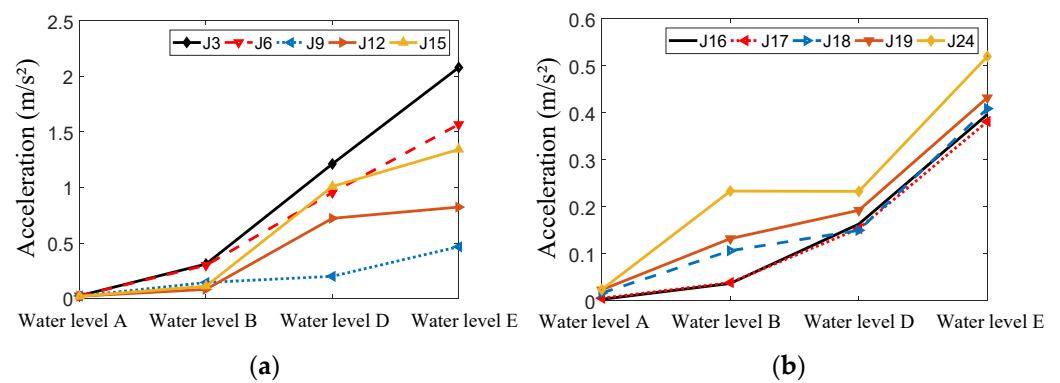 Acceleration (m/s²)
2.5
2
1.5
1
0.5
0
J3 J6 J9 J12 J15
Water level A Water level B Water level D Water level E
(a)
Acceleration (m/s²)
0.6
0.5
0.4
0.3
0.2
0.1
0
J16 J17 J18 J19 J24
Water level A Water level B Water level D Water level E
(b)